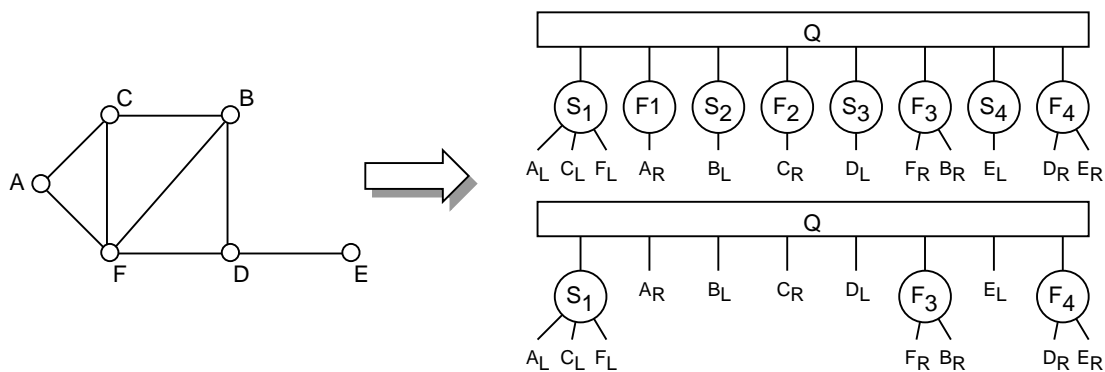 C B
A
F D E
Q
S1 F1 S2 F2 S3 F3 S4 F4
AL CL FL AR BL CR DL FR BR EL DR ER
Q
S1 AR BL CR DL F3 EL F4
AL CL FL FR BR DR ER